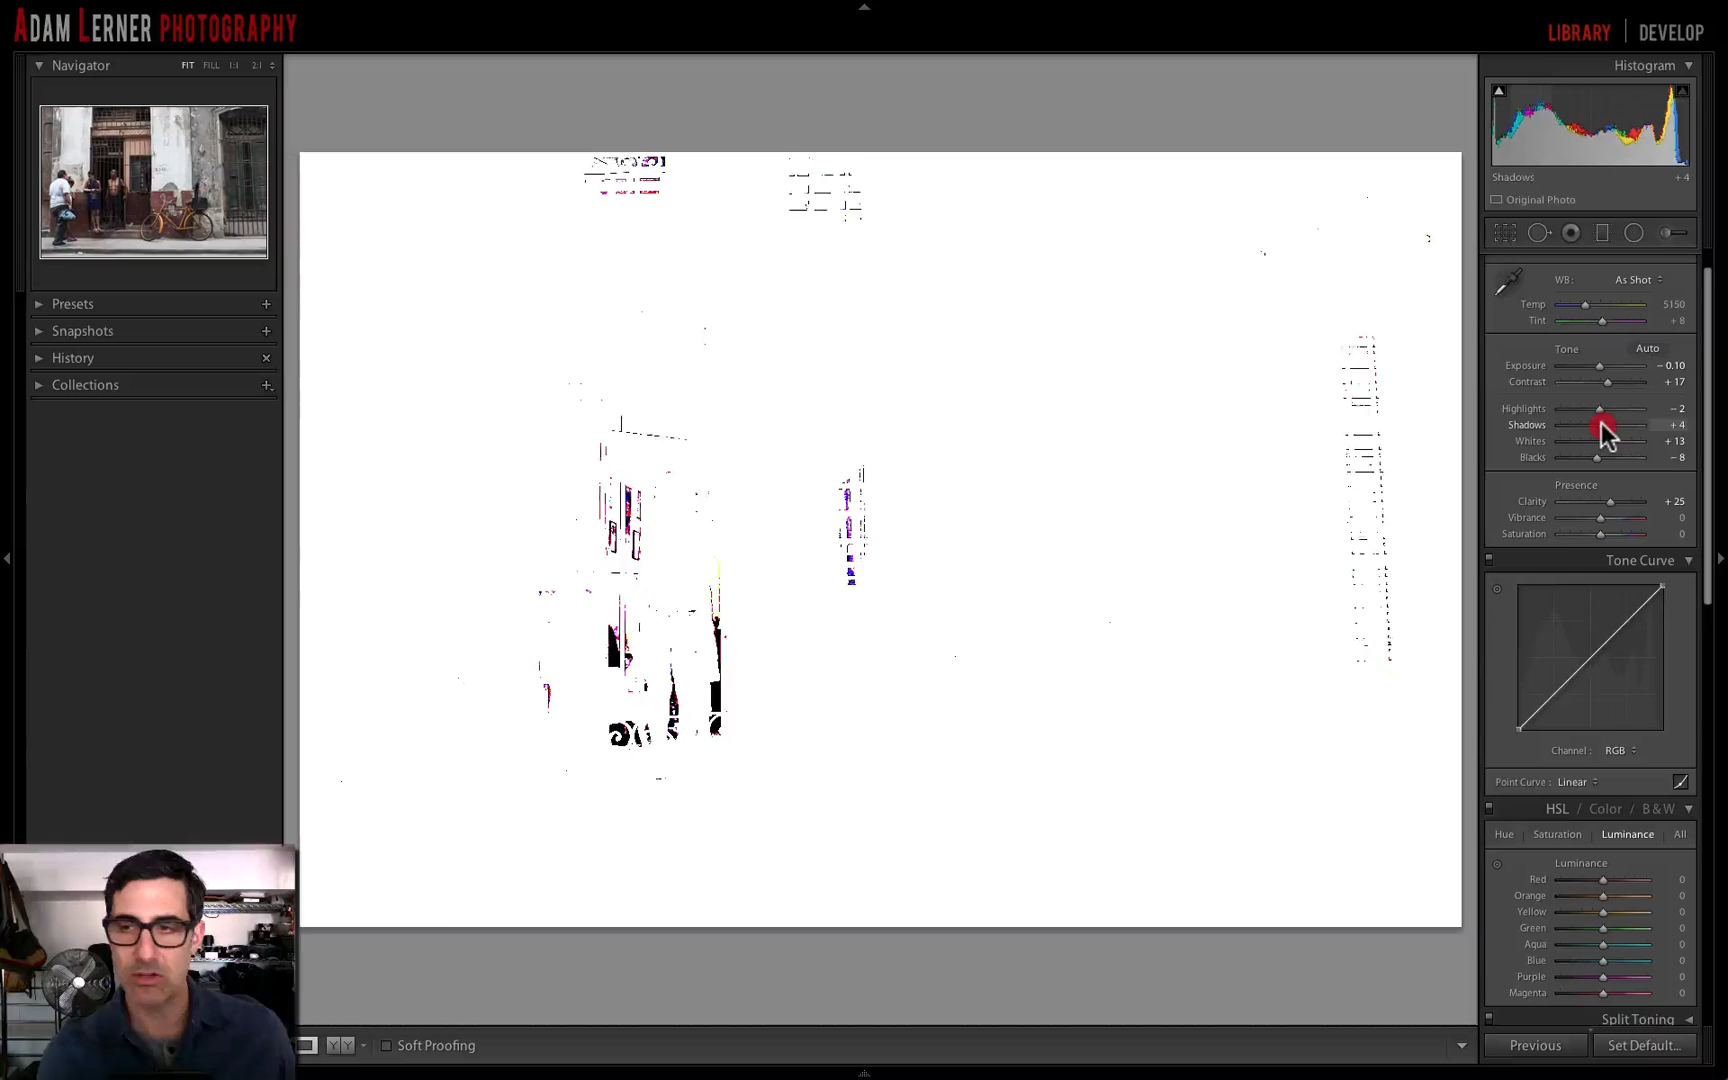 ADAM LERNER PHOTOGRAPHY
LIBRARY | DEVELOP
Navigator FIT FILL 1:1 2:1
Presets
Snapshots
History
Collections
Histogram
Shadows + 4
Original Photo
WB: As Shot
Temp 5150
Tint + 8
Tone Auto
Exposure − 0.10
Contrast + 17
Highlights − 2
Shadows + 4
Whites + 13
Blacks − 8
Presence
Clarity + 25
Vibrance 0
Saturation 0
Tone Curve
Channel: RGB
Point Curve: Linear
HSL / Color / B & W
Hue Saturation Luminance All
Luminance
Red 0
Orange 0
Yellow 0
Green 0
Aqua 0
Blue 0
Purple 0
Magenta 0
Split Toning
YY Soft Proofing
Previous Set Default...